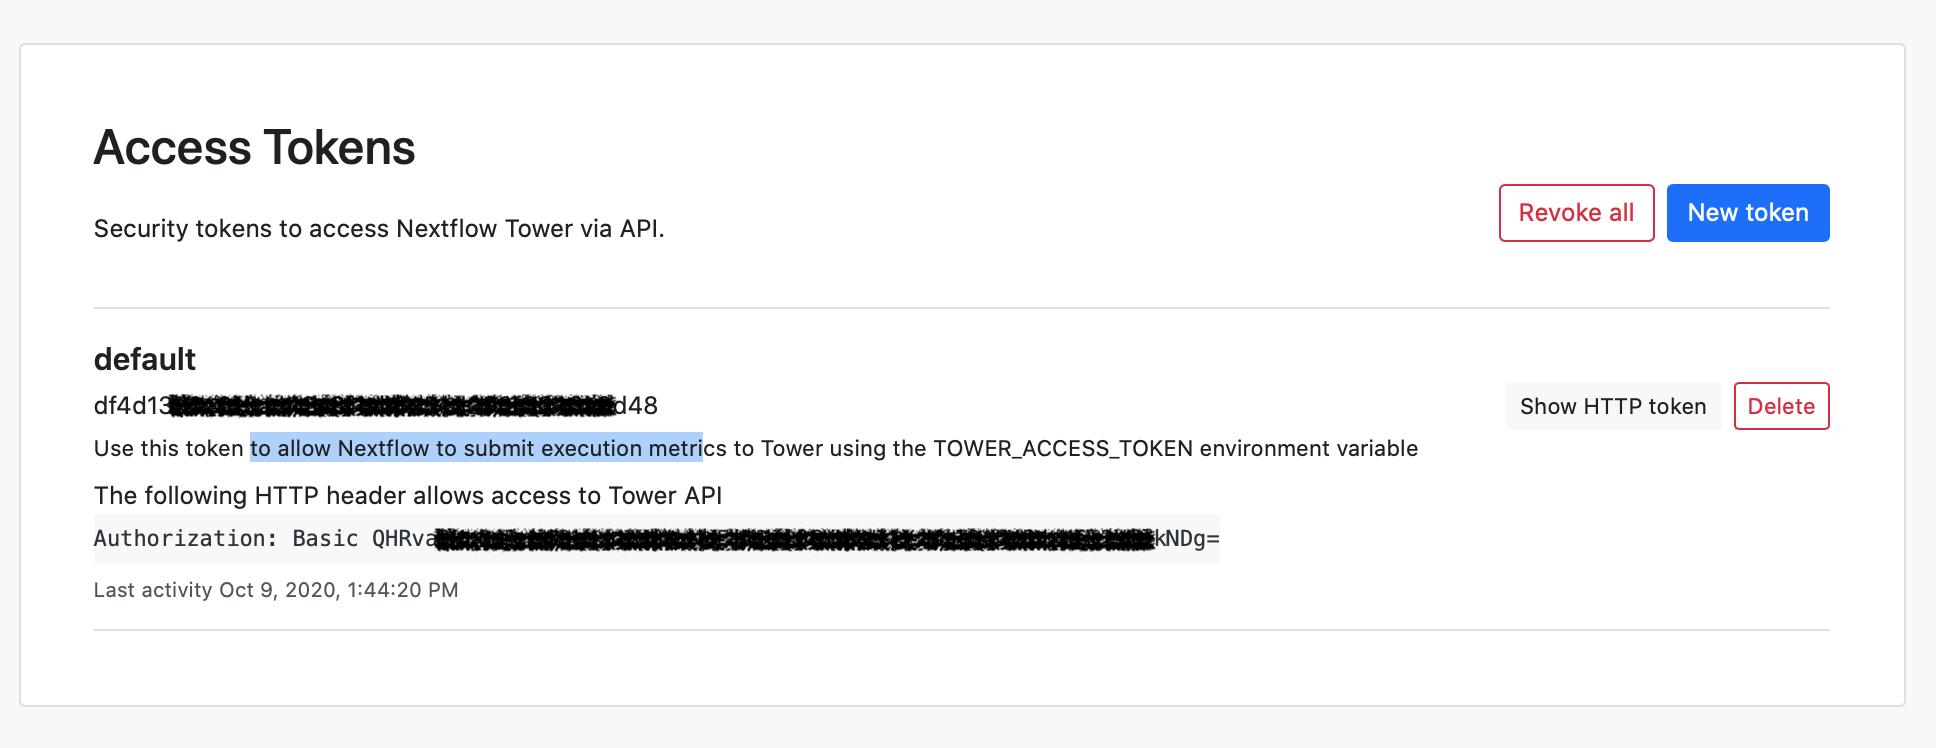 Access Tokens
Security tokens to access Nextflow Tower via API.
Revoke all
New token
default
df4d13 d48
Show HTTP token
Delete
Use this token to allow Nextflow to submit execution metrics to Tower using the TOWER_ACCESS_TOKEN environment variable
The following HTTP header allows access to Tower API
Authorization: Basic QHRva kNDg=
Last activity Oct 9, 2020, 1:44:20 PM